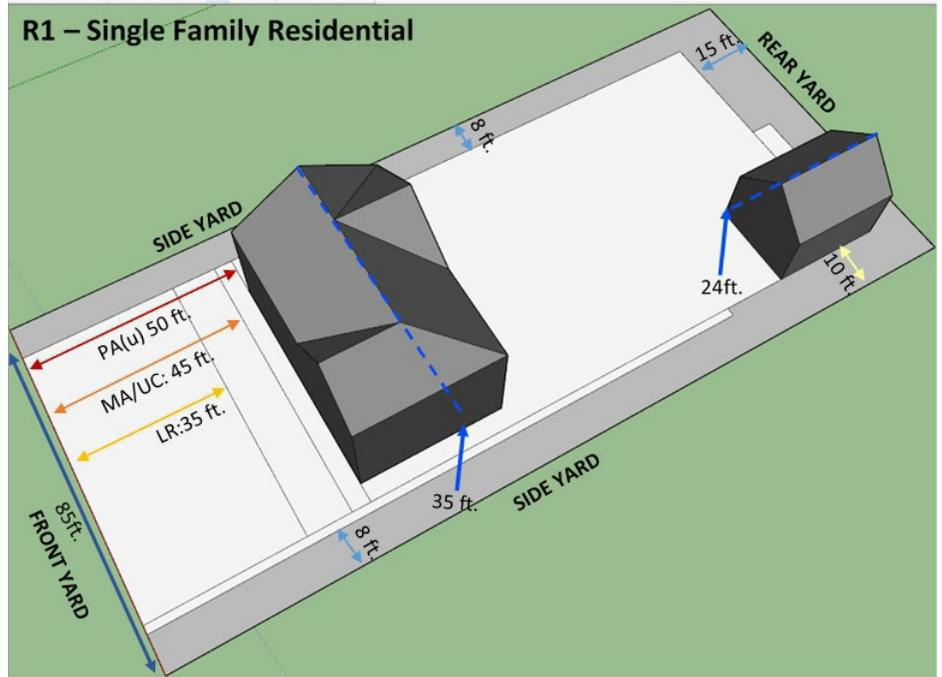 R1 – Single Family Residential
15 ft.
REAR YARD
8 ft.
SIDE YARD
24ft.
10 ft.
PA(u) 50 ft.
MA/UC: 45 ft.
LR:35 ft.
35 ft.
SIDE YARD
85ft.
FRONT YARD
8 ft.